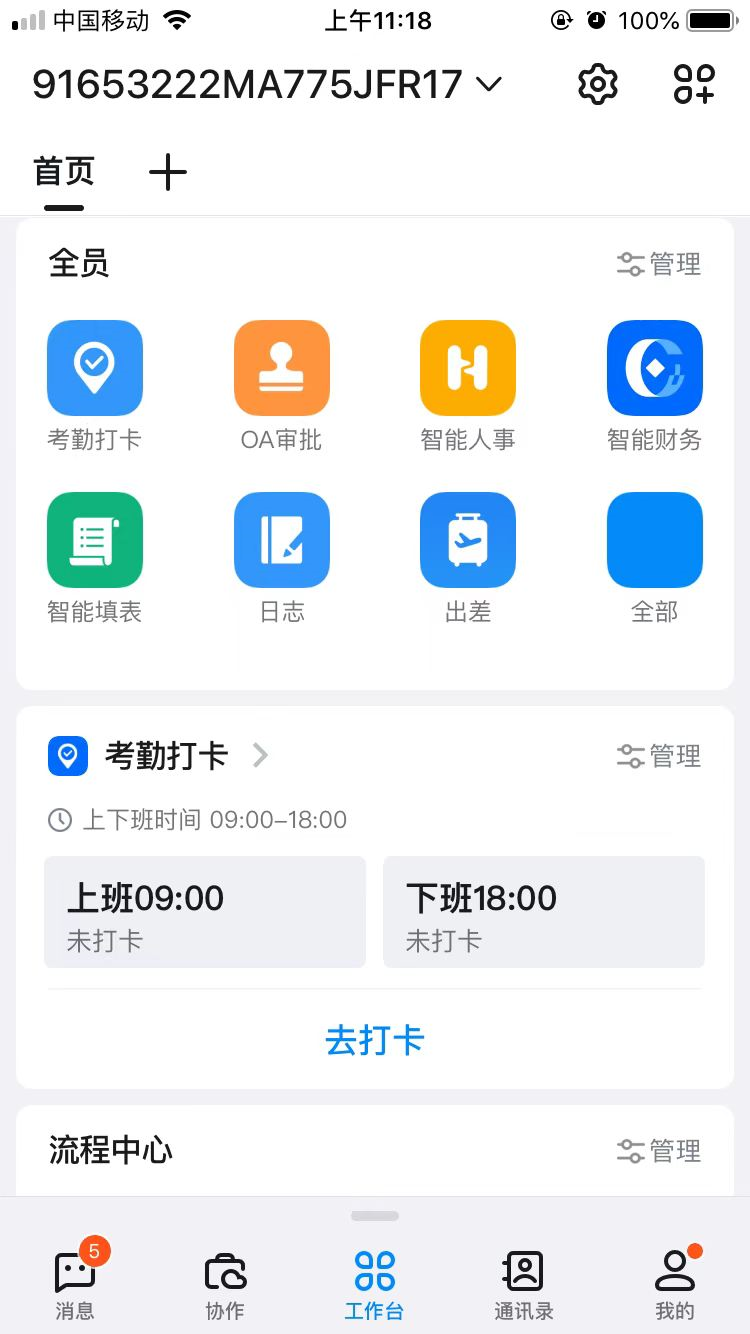 中国移动 上午11:18 100%
91653222MA775JFR17
首页
全员 管理
考勤打卡 OA审批 智能人事 智能财务
智能填表 日志 出差 全部
考勤打卡 管理
上下班时间 09:00–18:00
上班09:00 下班18:00
未打卡 未打卡
去打卡
流程中心 管理
5
消息 协作 工作台 通讯录 我的